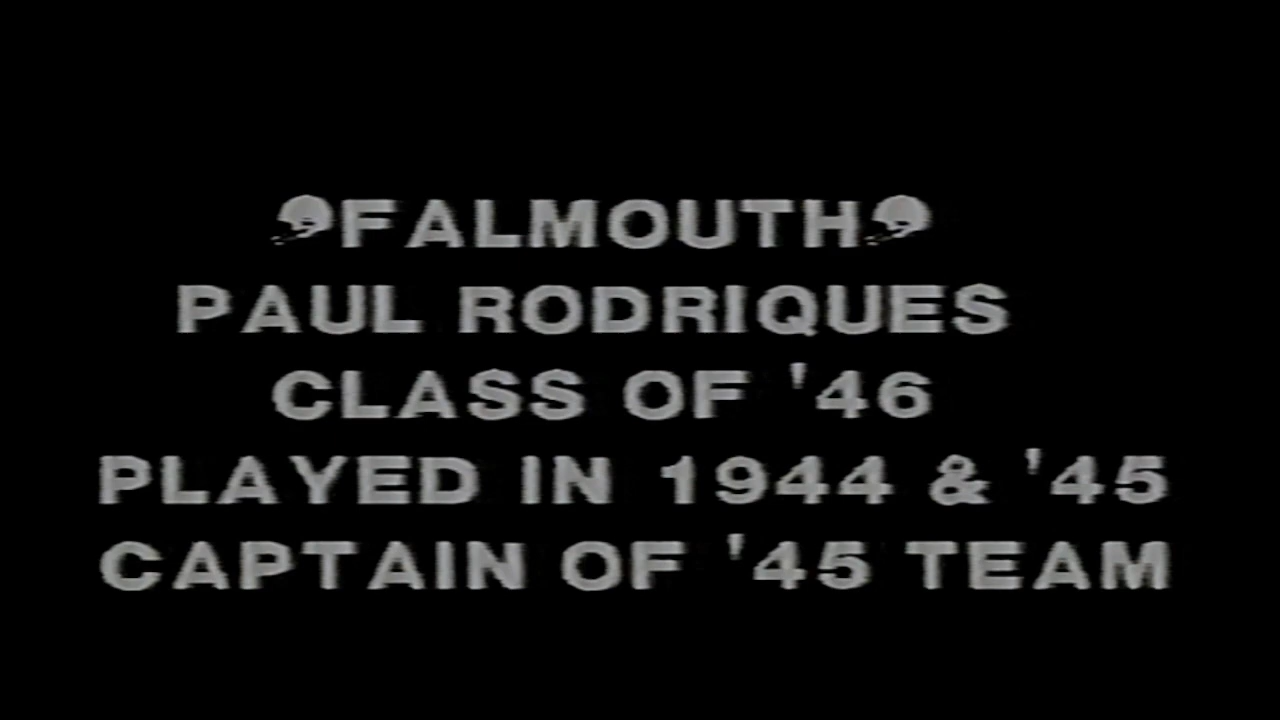 FALMOUTH
PAUL RODRIQUES
CLASS OF '46
PLAYED IN 1944 & '45
CAPTAIN OF '45 TEAM